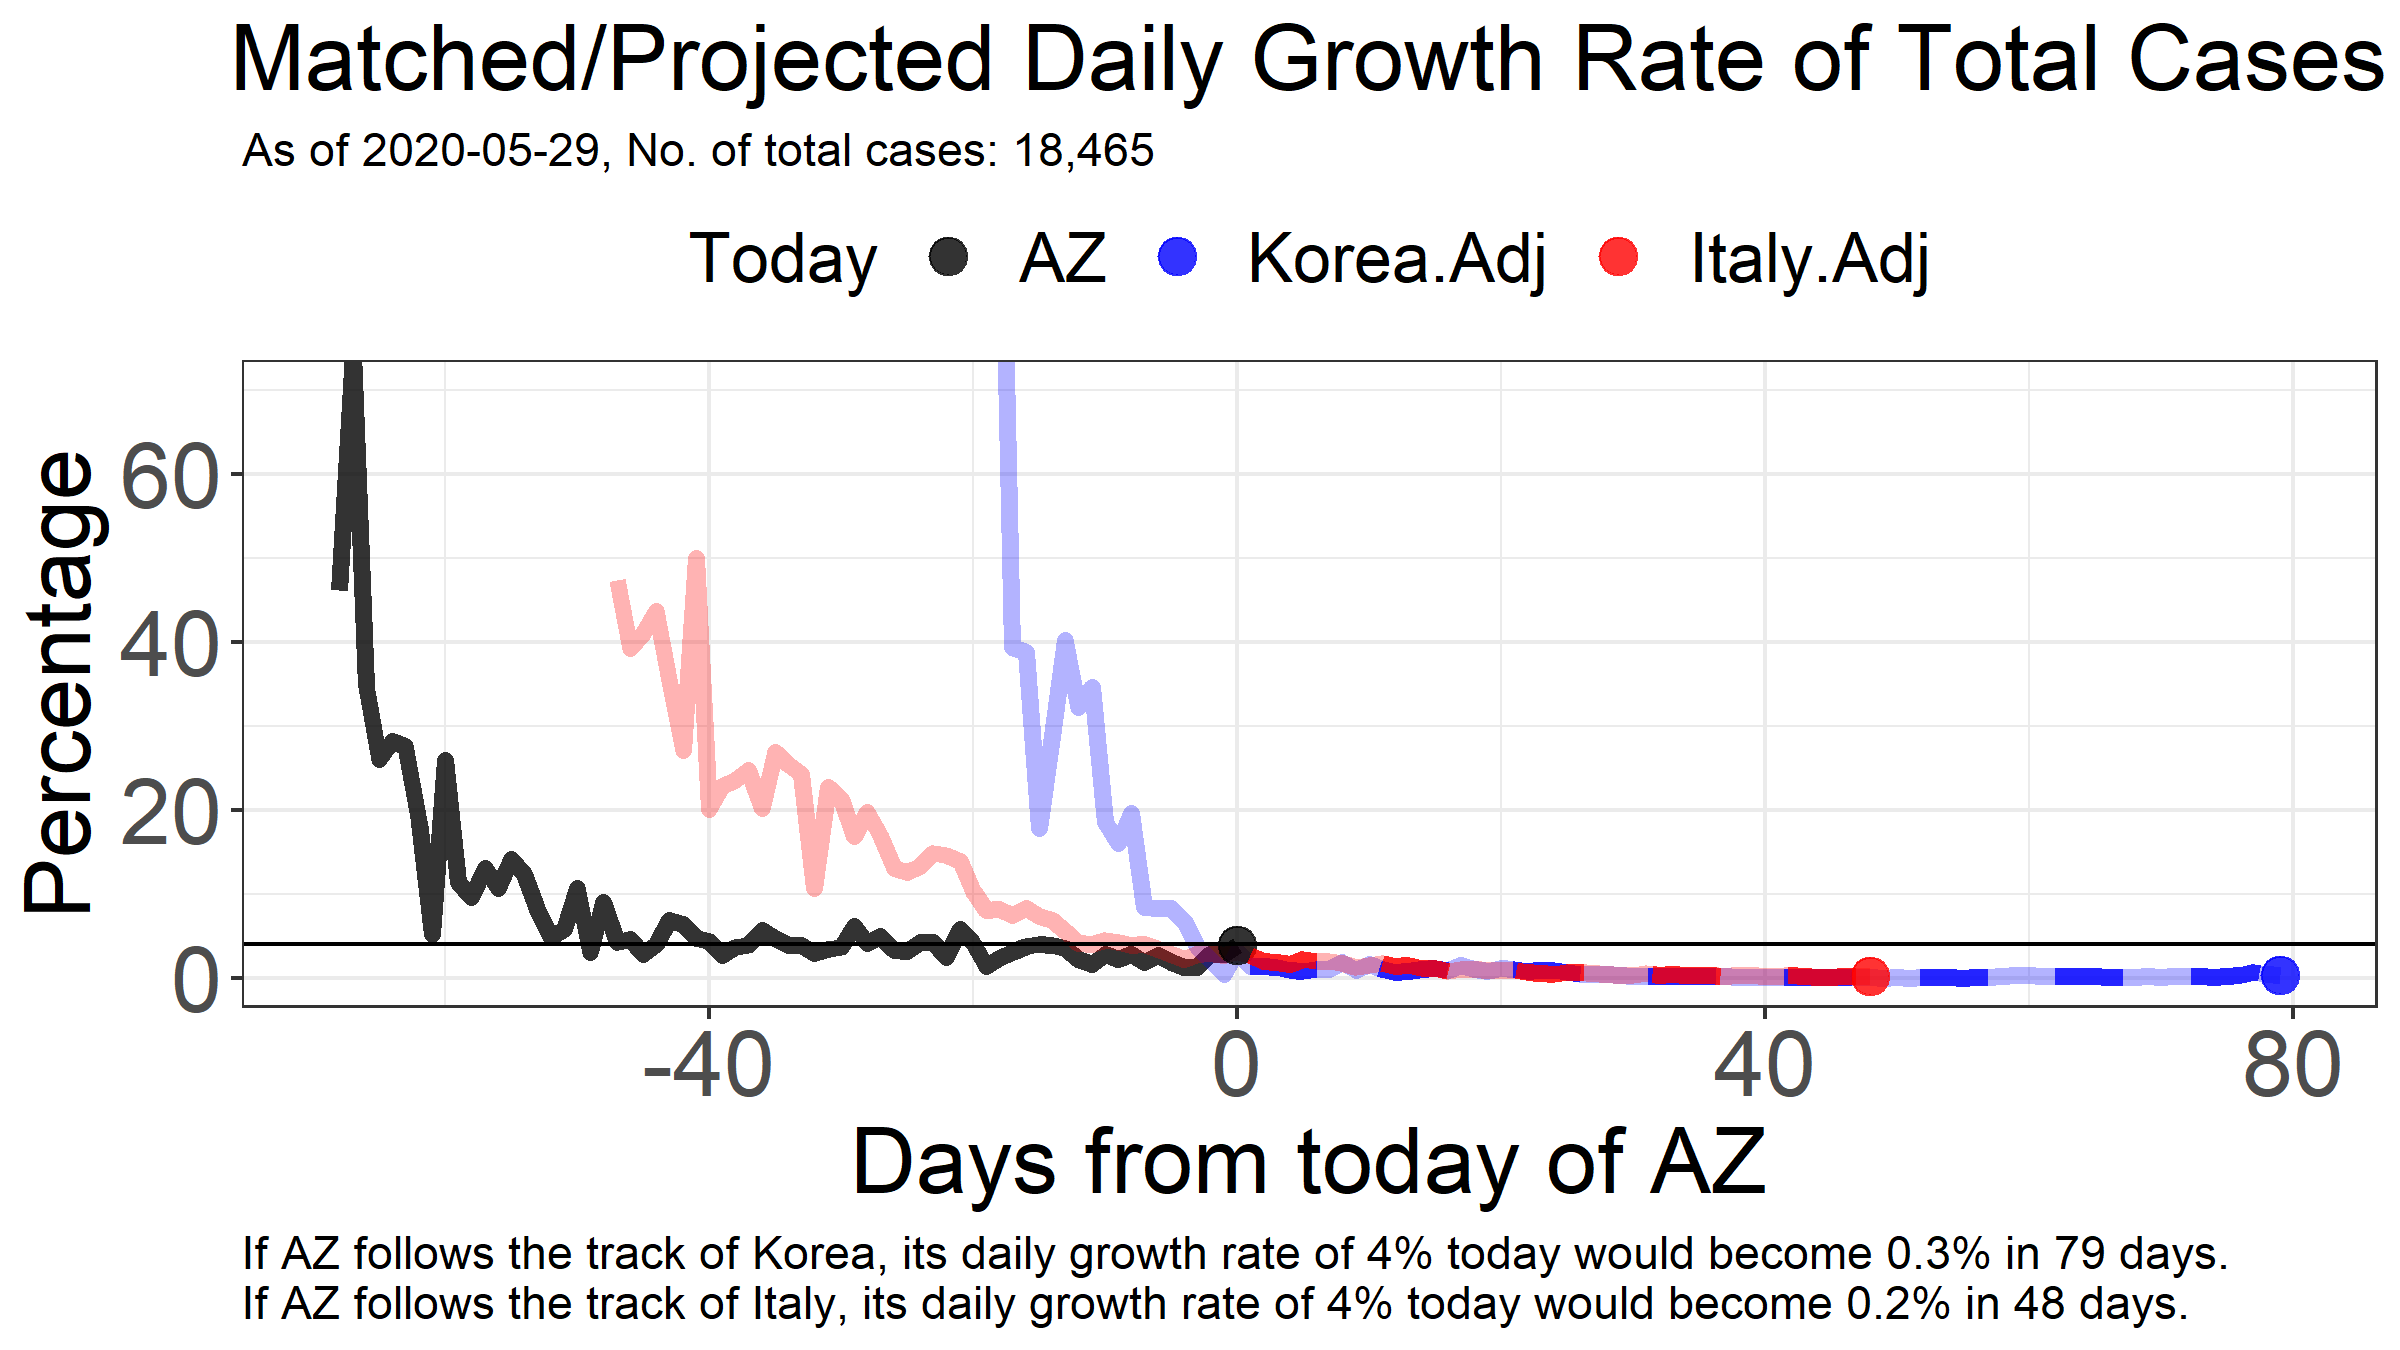 Matched/Projected Daily Growth Rate of Total Cases
As of 2020-05-29, No. of total cases: 18,465
Today AZ Korea.Adj Italy.Adj
Percentage
60
40
20
0
-40 0 40 80
Days from today of AZ
If AZ follows the track of Korea, its daily growth rate of 4% today would become 0.3% in 79 days.
If AZ follows the track of Italy, its daily growth rate of 4% today would become 0.2% in 48 days.